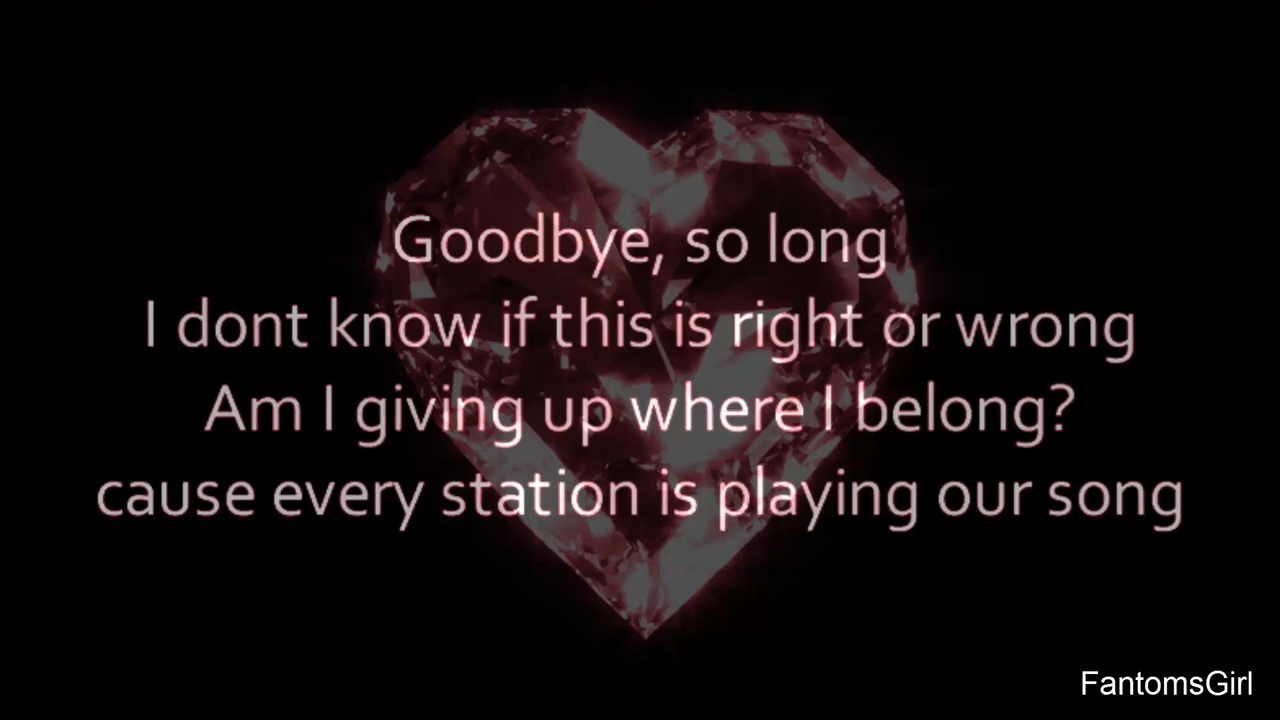 Goodbye, so long
I dont know if this is right or wrong
Am I giving up where I belong?
cause every station is playing our song
FantomsGirl